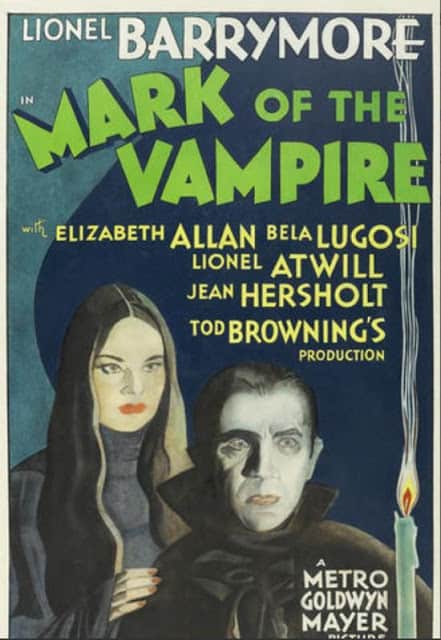 LIONEL BARRYMORE
IN
MARK OF THE
VAMPIRE
with ELIZABETH ALLAN BELA LUGOSI
LIONEL ATWILL
JEAN HERSHOLT
TOD BROWNING'S
PRODUCTION
A
METRO
GOLDWYN
MAYER
PICTURE